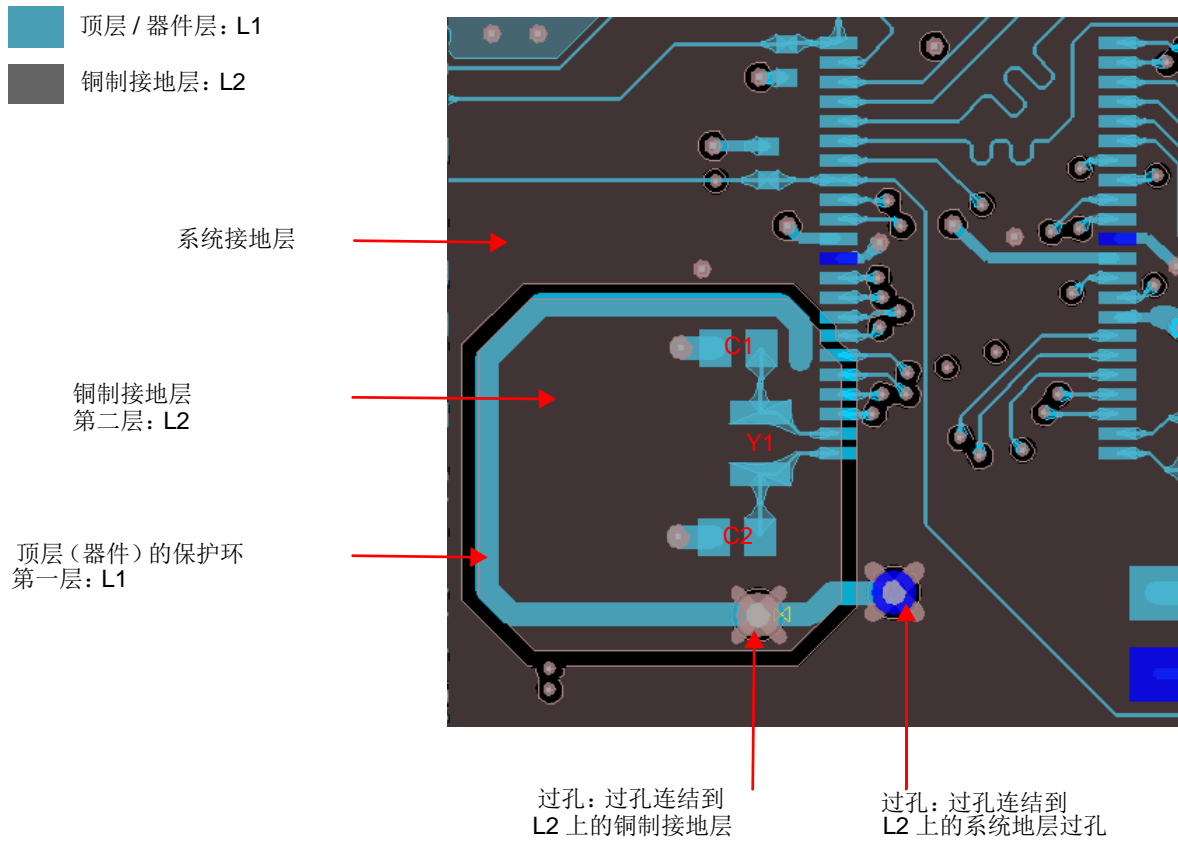 顶层 / 器件层: L1
铜制接地层: L2
系统接地层
C1
铜制接地层
第二层: L2
Y1
C2
顶层（器件）的保护环
第一层: L1
过孔: 过孔连结到
L2 上的铜制接地层
过孔: 过孔连结到
L2 上的系统地层过孔